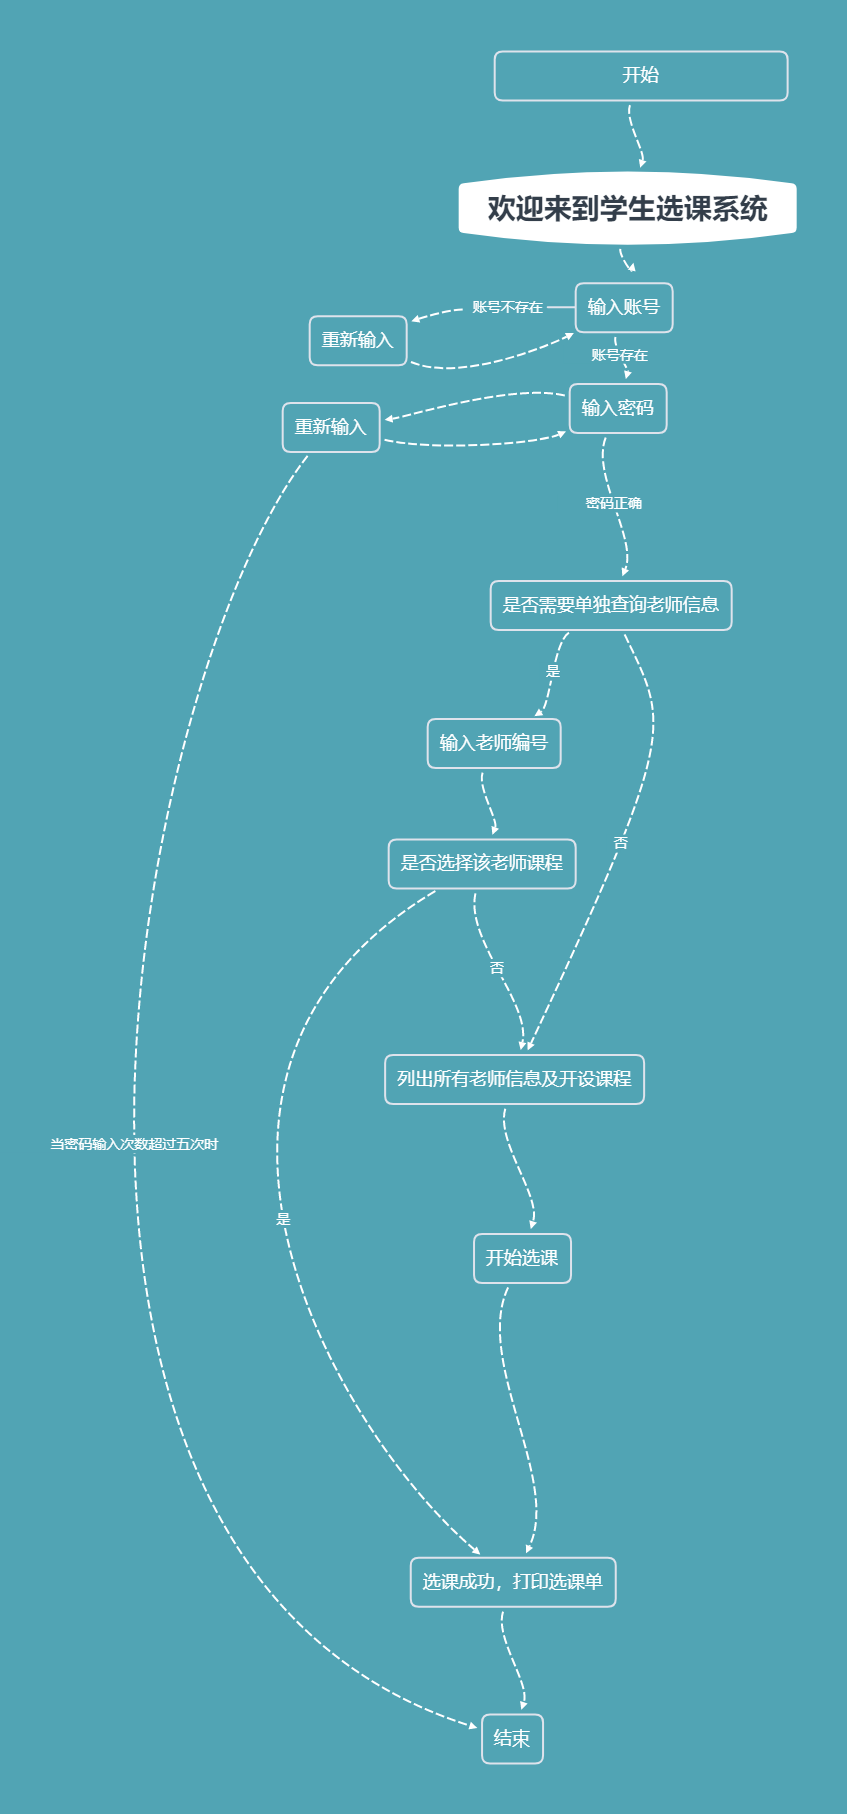 开始
欢迎来到学生选课系统
账号不存在
输入账号
重新输入
账号存在
输入密码
重新输入
密码正确
是否需要单独查询老师信息
是
输入老师编号
否
是否选择该老师课程
否
列出所有老师信息及开设课程
当密码输入次数超过五次时
是
开始选课
选课成功，打印选课单
结束